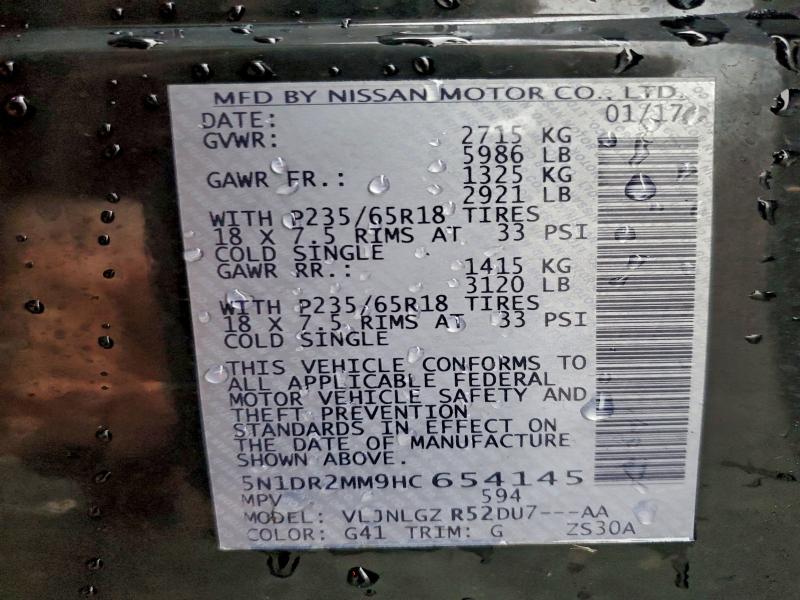 MFD BY NISSAN MOTOR CO., LTD.
DATE: 01/17
GVWR: 2715 KG
5986 LB
GAWR FR.: 1325 KG
2921 LB
WITH P235/65R18 TIRES
18 X 7.5 RIMS AT 33 PSI
COLD SINGLE
GAWR RR.: 1415 KG
3120 LB
WITH P235/65R18 TIRES
18 X 7.5 RIMS AT 33 PSI
COLD SINGLE
THIS VEHICLE CONFORMS TO
ALL APPLICABLE FEDERAL
MOTOR VEHICLE SAFETY AND
THEFT PREVENTION
STANDARDS IN EFFECT ON
THE DATE OF MANUFACTURE
SHOWN ABOVE.
5N1DR2MM9HC 654145
MPV 594
MODEL: VLJNLGZ R52DU7---AA
COLOR: G41 TRIM: G ZS30A